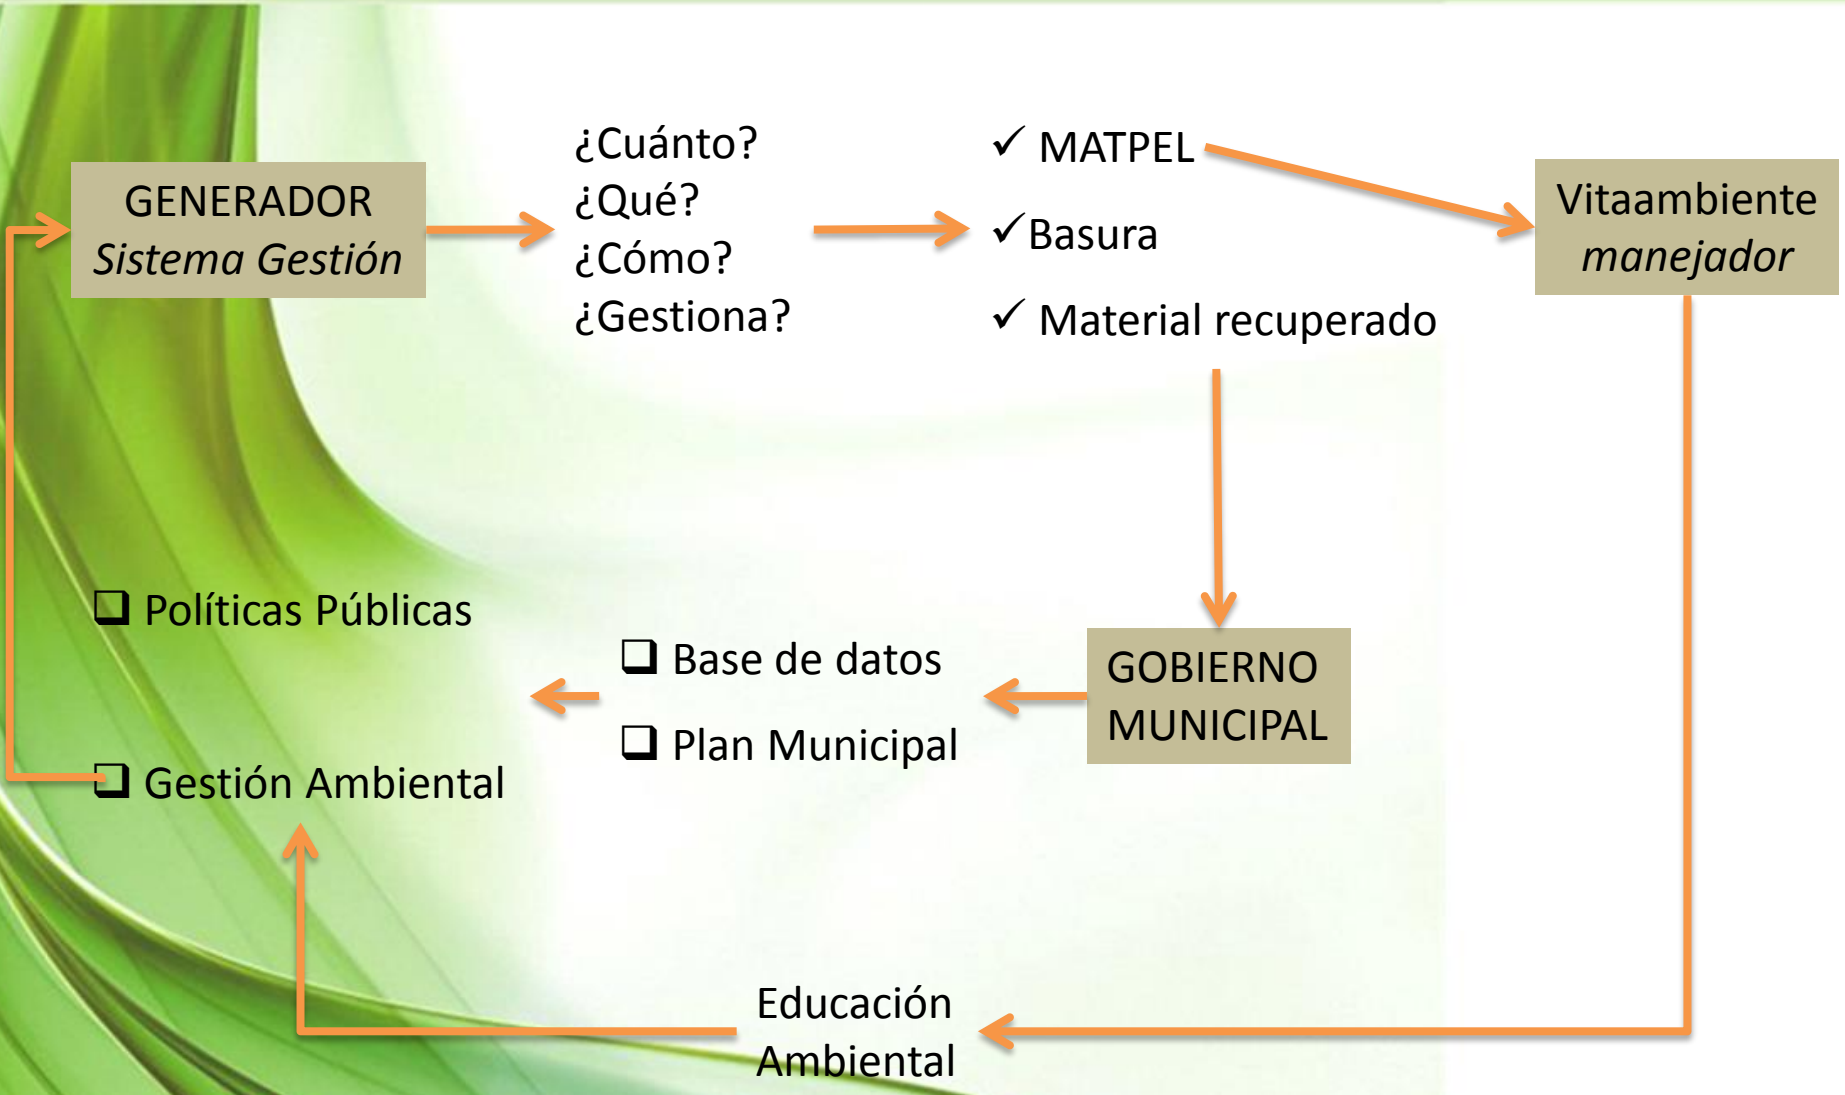 GENERADOR
Sistema Gestión
¿Cuánto?
¿Qué?
¿Cómo?
¿Gestiona?
✓ MATPEL
✓Basura
✓ Material recuperado
Vitaambiente
manejador
❑ Políticas Públicas
❑ Gestión Ambiental
❑ Base de datos
❑ Plan Municipal
GOBIERNO
MUNICIPAL
Educación
Ambiental